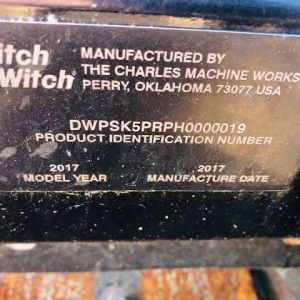 itch
Witch®
MANUFACTURED BY
THE CHARLES MACHINE WORKS
PERRY, OKLAHOMA 73077 USA
DWPSK5PRPH0000019
PRODUCT IDENTIFICATION NUMBER
2017
MODEL YEAR
2017
MANUFACTURE DATE